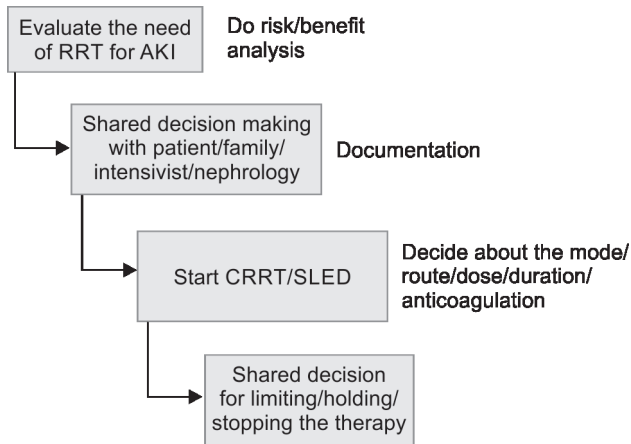 Evaluate the need
of RRT for AKI
Do risk/benefit
analysis
Shared decision making
with patient/family/
intensivist/nephrology
Documentation
Start CRRT/SLED
Decide about the mode/
route/dose/duration/
anticoagulation
Shared decision
for limiting/holding/
stopping the therapy